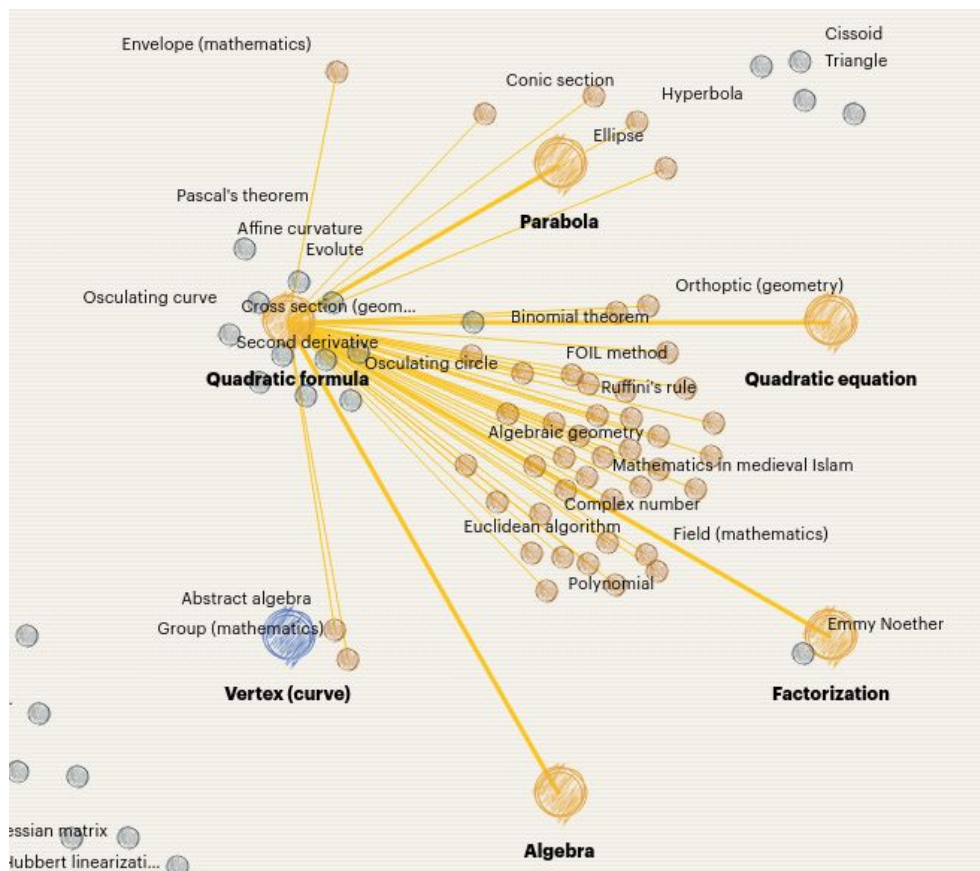 Cissoid
Envelope (mathematics)
Triangle
Conic section
Hyperbola
Ellipse
Pascal's theorem
Parabola
Affine curvature
Evolute
Orthoptic (geometry)
Osculating curve
Cross section (geom...
Binomial theorem
Second derivative
FOIL method
Osculating circle
Quadratic formula
Quadratic equation
Ruffini's rule
Algebraic geometry
Mathematics in medieval Islam
Complex number
Euclidean algorithm
Field (mathematics)
Polynomial
Abstract algebra
Emmy Noether
Group (mathematics)
Vertex (curve)
Factorization
essian matrix
Algebra
Hubbert linearizati...